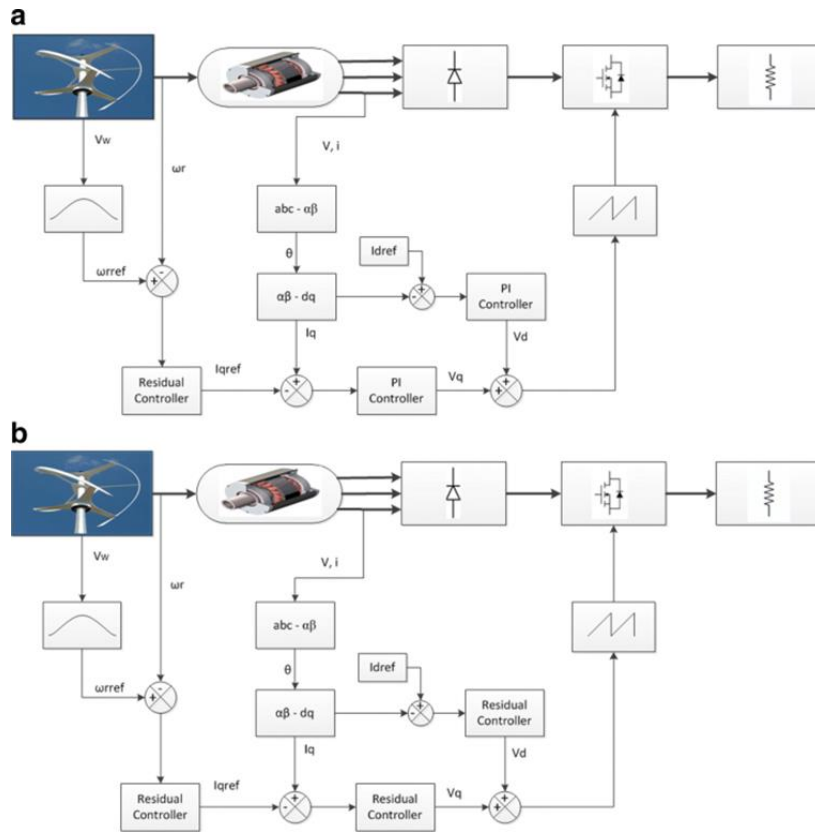 a
Vw
ωr
V, i
abc - αβ
θ
Idref
ωrref
αβ - dq
PI
Controller
Iq
Vd
Residual
Controller
Iqref
PI
Controller
Vq
b
Vw
ωr
V, i
abc - αβ
θ
Idref
ωrref
αβ - dq
Residual
Controller
Iq
Vd
Residual
Controller
Iqref
Residual
Controller
Vq